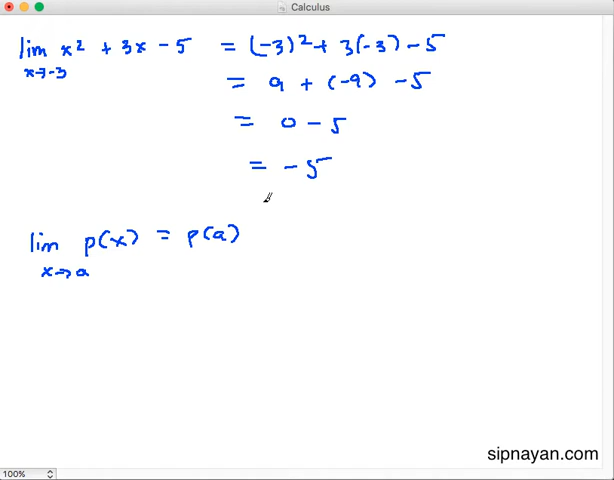 Calculus
lim x² + 3x - 5 = (-3)² + 3(-3) - 5
x→-3
= 9 + (-9) - 5
= 0 - 5
= - 5
lim p(x) = p(a)
x→a
sipnayan.com
100%